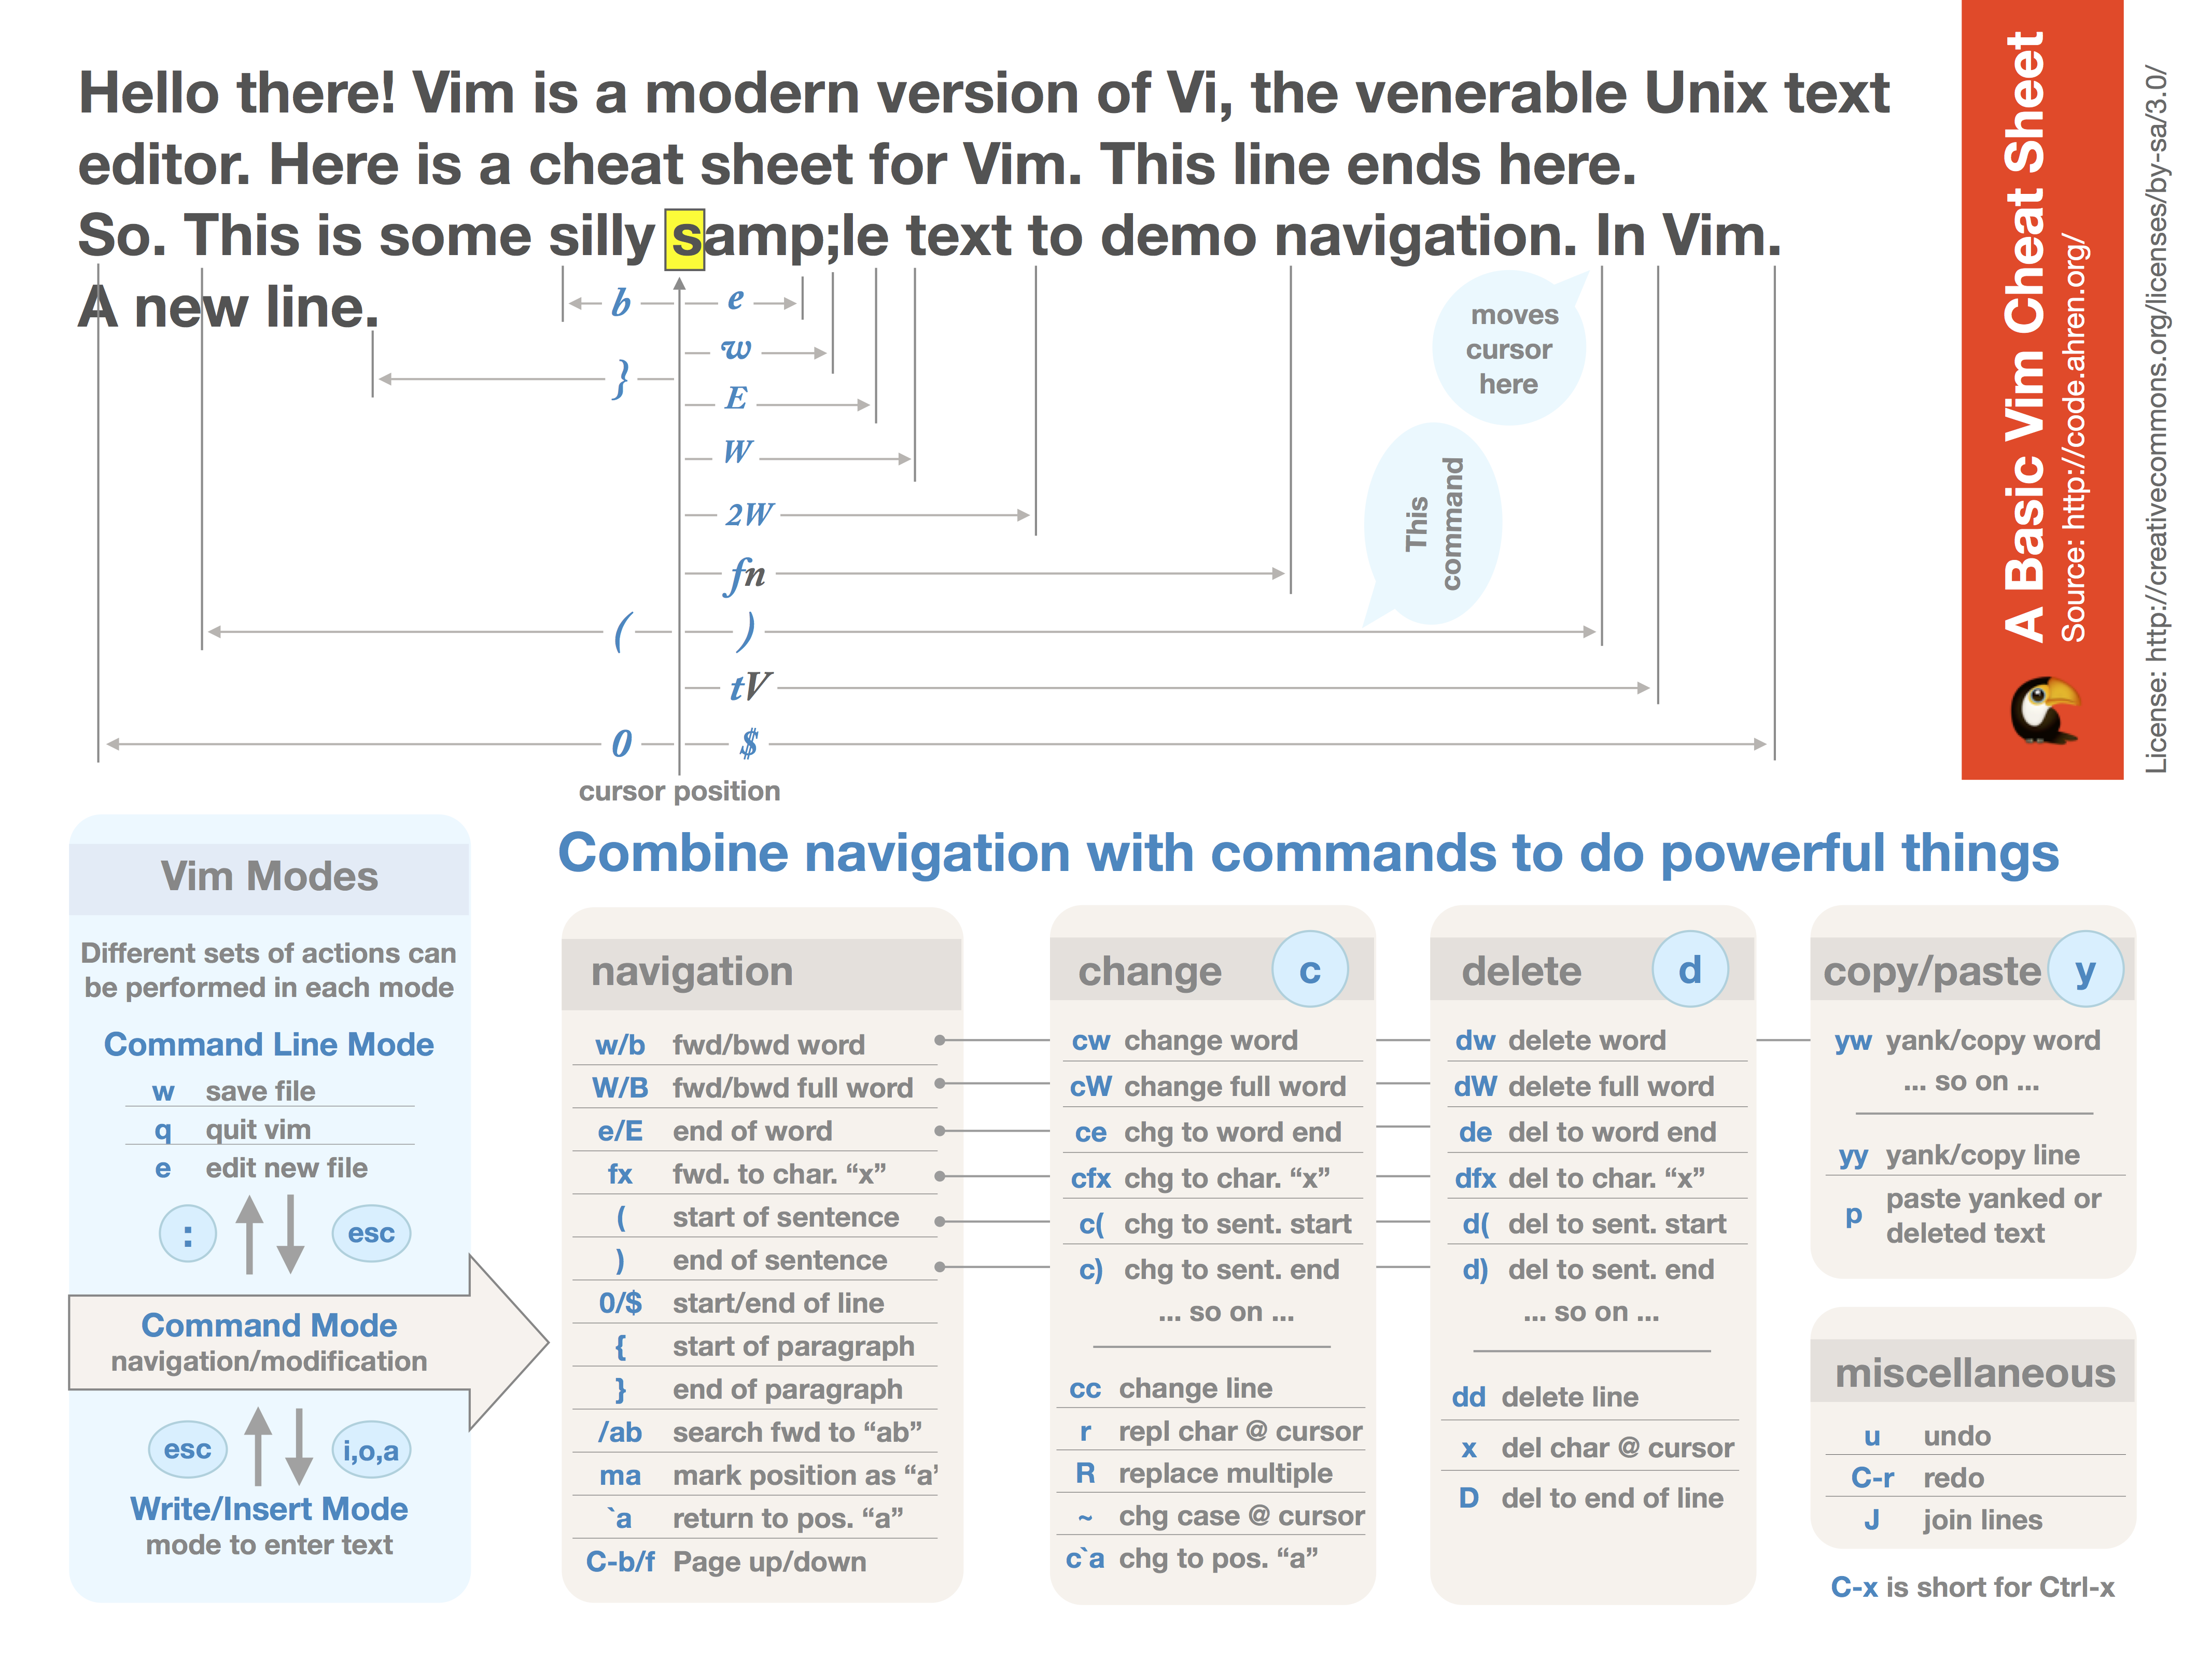 Hello there! Vim is a modern version of Vi, the venerable Unix text
editor. Here is a cheat sheet for Vim. This line ends here.
So. This is some silly samp;le text to demo navigation. In Vim.
A new line.
b e
w
}
E
W
2W
fn
( )
tV
0 $
cursor position
moves
cursor
here
This
command
A Basic Vim Cheat Sheet
Source: http://code.ahren.org/
License: http://creativecommons.org/licenses/by-sa/3.0/
Vim Modes
Different sets of actions can
be performed in each mode
Command Line Mode
w save file
q quit vim
e edit new file
: esc
Command Mode
navigation/modification
esc i,o,a
Write/Insert Mode
mode to enter text
Combine navigation with commands to do powerful things
navigation
w/b fwd/bwd word
W/B fwd/bwd full word
e/E end of word
fx fwd. to char. “x”
( start of sentence
) end of sentence
0/$ start/end of line
{ start of paragraph
} end of paragraph
/ab search fwd to “ab”
ma mark position as “a’
`a return to pos. “a”
C-b/f Page up/down
change c
cw change word
cW change full word
ce chg to word end
cfx chg to char. “x”
c( chg to sent. start
c) chg to sent. end
... so on ...
cc change line
r repl char @ cursor
R replace multiple
~ chg case @ cursor
c`a chg to pos. “a”
delete d
dw delete word
dW delete full word
de del to word end
dfx del to char. “x”
d( del to sent. start
d) del to sent. end
... so on ...
dd delete line
x del char @ cursor
D del to end of line
copy/paste y
yw yank/copy word
... so on ...
yy yank/copy line
p paste yanked or
deleted text
miscellaneous
u undo
C-r redo
J join lines
C-x is short for Ctrl-x